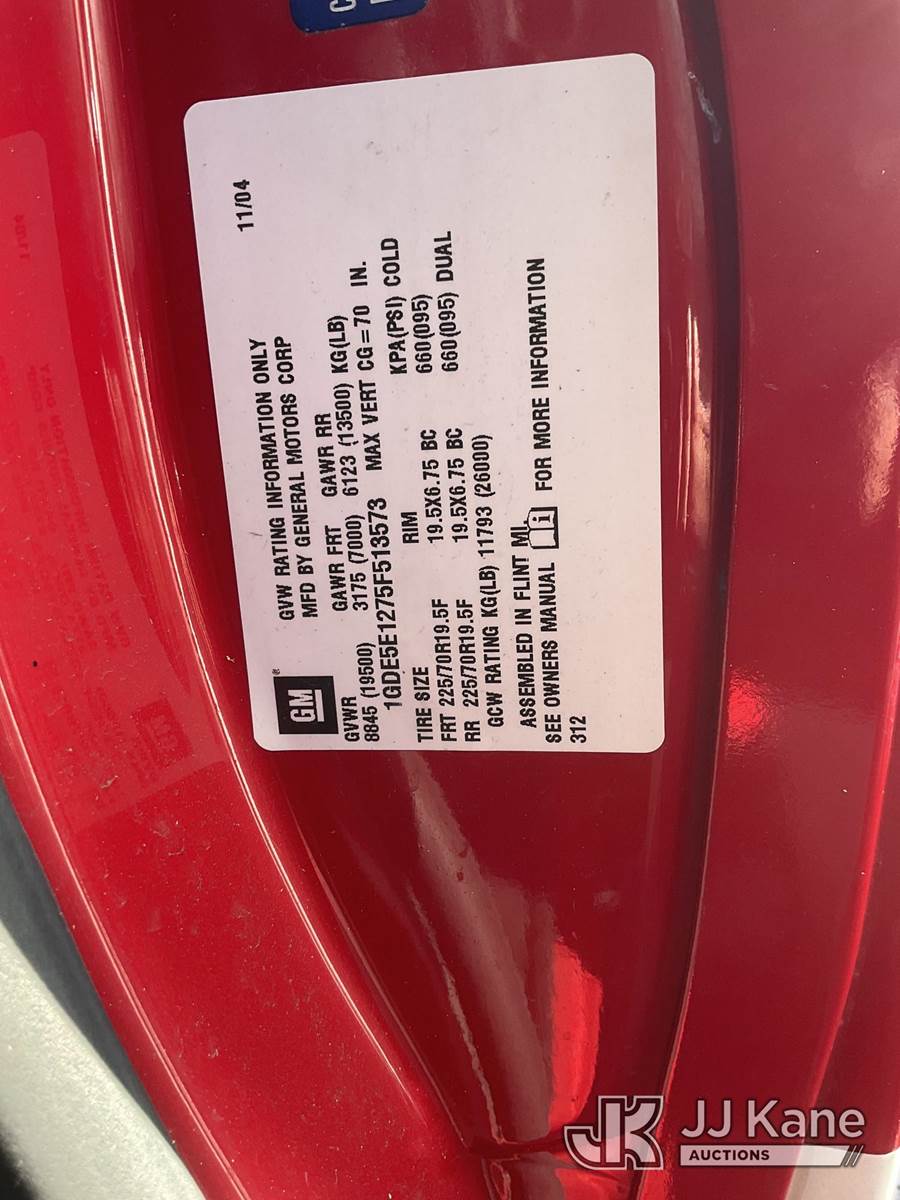 C
GVW RATING INFORMATION ONLY 11/04
MFD BY GENERAL MOTORS CORP
GM®
GVWR GAWR FRT GAWR RR
8845 (19500) 3175 (7000) 6123 (13500) KG(LB)
1GDE5E1275F513573 MAX VERT CG=70 IN.
TIRE SIZE RIM KPA(PSI) COLD
FRT 225/70R19.5F 19.5X6.75 BC 660(095)
RR 225/70R19.5F 19.5X6.75 BC 660(095) DUAL
GCW RATING KG(LB) 11793 (26000)
ASSEMBLED IN FLINT MI.
SEE OWNERS MANUAL FOR MORE INFORMATION
312
JK JJ Kane
AUCTIONS